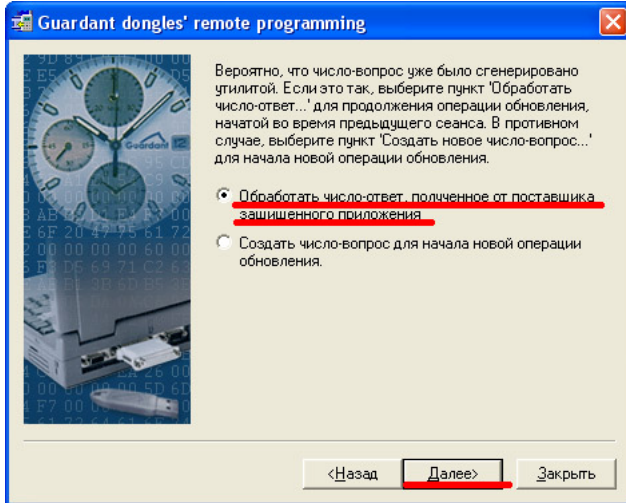 Guardant dongles' remote programming
Вероятно, что число-вопрос уже было сгенерировано
утилитой. Если это так, выберите пункт 'Обработать
число-ответ...' для продолжения операции обновления,
начатой во время предыдущего сеанса. В противном
случае, выберите пункт 'Создать новое число-вопрос...'
для начала новой операции обновления.
Обработать число-ответ, полученное от поставщика
защищенного приложения
Создать число-вопрос для начала новой операции
обновления.
Guardant 12
<Назад Далее> Закрыть